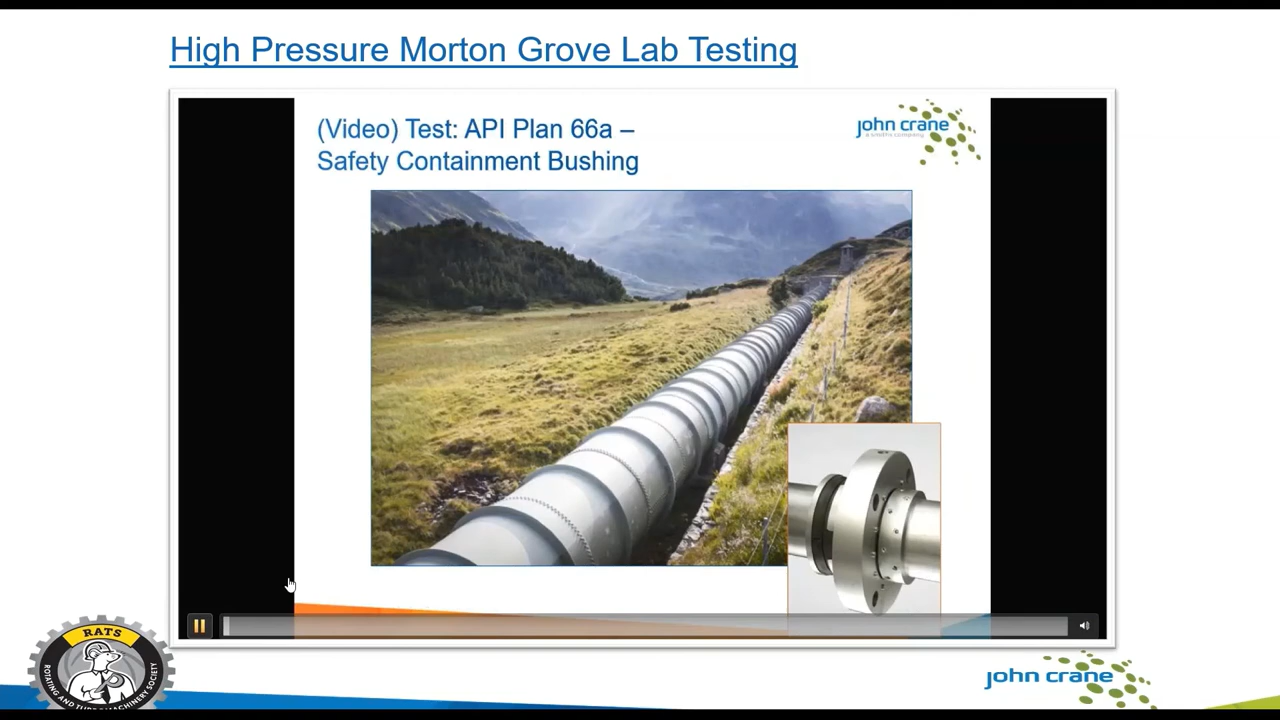 High Pressure Morton Grove Lab Testing
(Video) Test: API Plan 66a –
Safety Containment Bushing
john crane
a smiths company
RATS
ROTATING AND TURBOMACHINERY SOCIETY
john crane